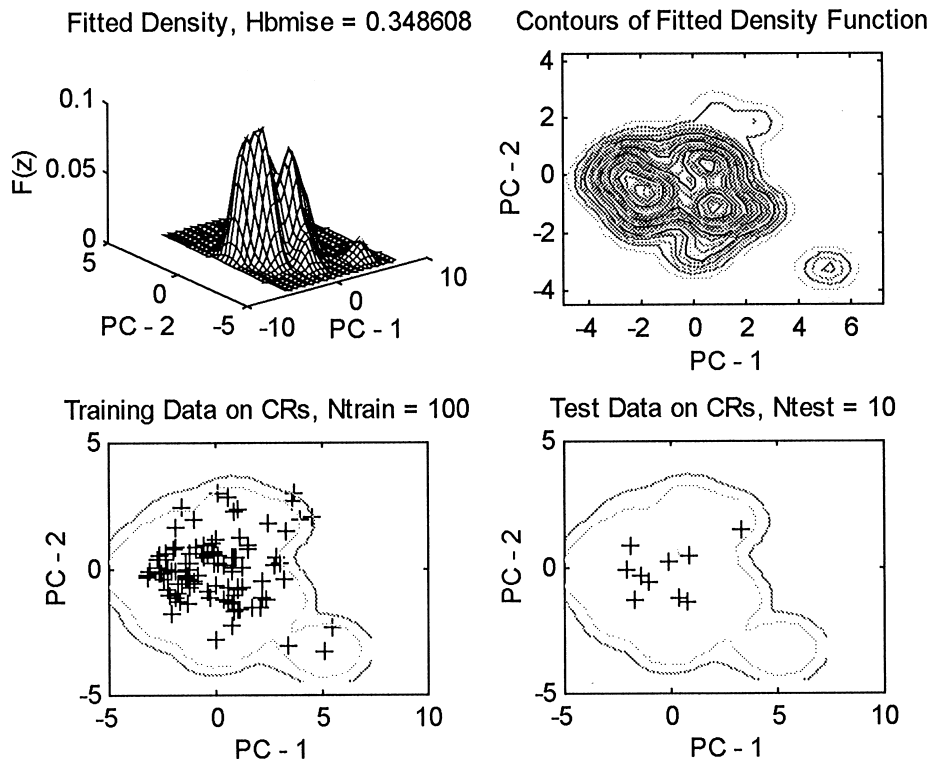 Fitted Density, Hbmise = 0.348608
0.1
0.05
0
F(z)
5
0
-5
PC - 2
-10
0
10
PC - 1
Contours of Fitted Density Function
4
2
0
-2
-4
PC - 2
-4 -2 0 2 4 6
PC - 1
Training Data on CRs, Ntrain = 100
5
0
-5
PC - 2
-5 0 5 10
PC - 1
Test Data on CRs, Ntest = 10
5
0
-5
PC - 2
-5 0 5 10
PC - 1